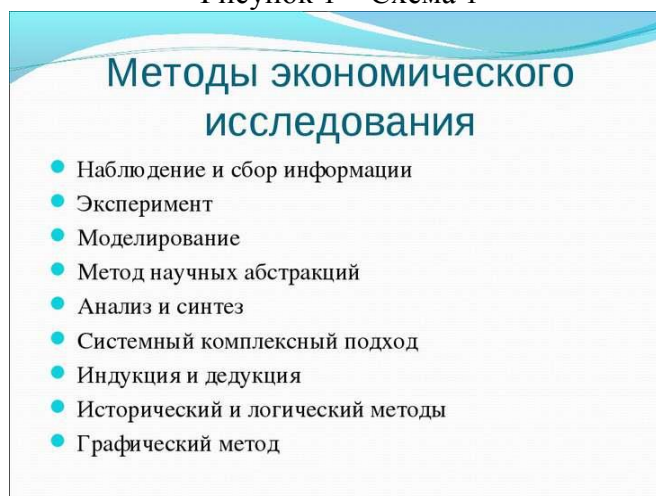 Методы экономического
исследования
Наблюдение и сбор информации
Эксперимент
Моделирование
Метод научных абстракций
Анализ и синтез
Системный комплексный подход
Индукция и дедукция
Исторический и логический методы
Графический метод